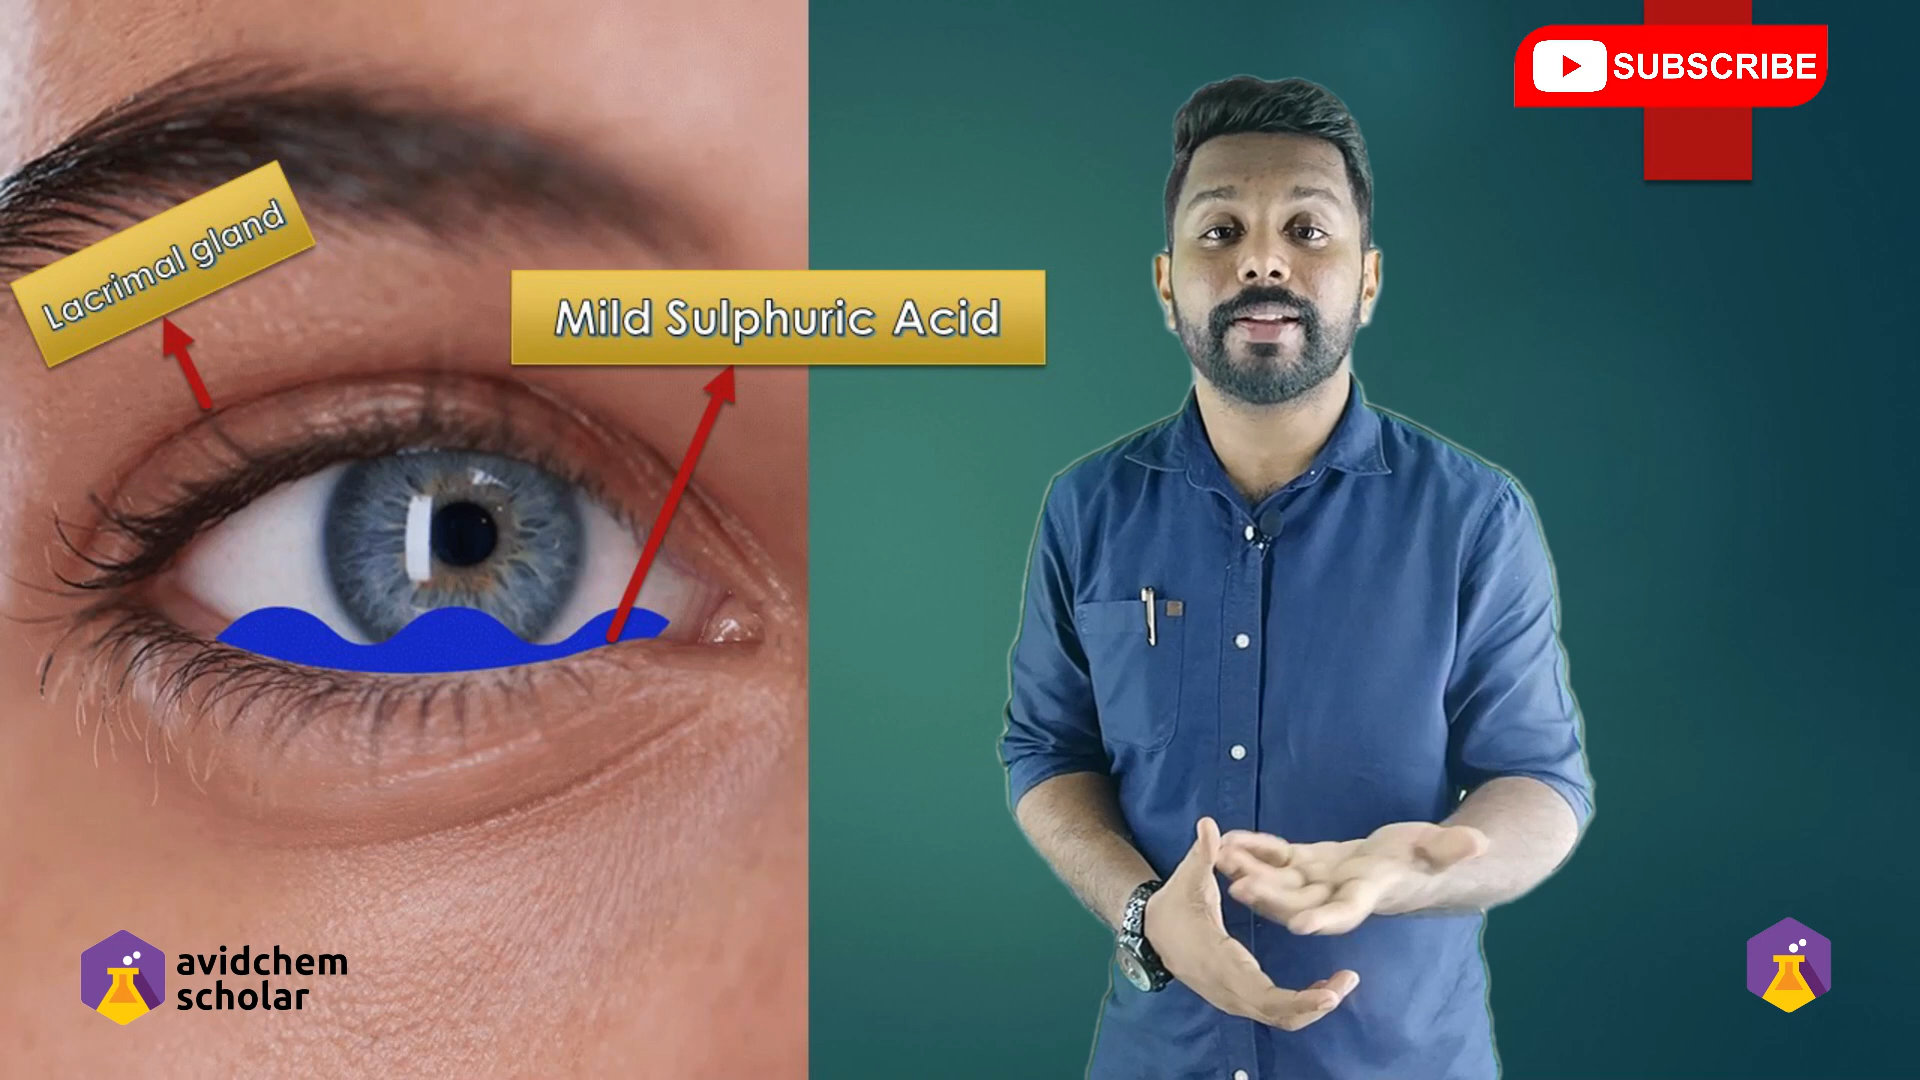 SUBSCRIBE
Lacrimal gland
Mild Sulphuric Acid
avidchem
scholar